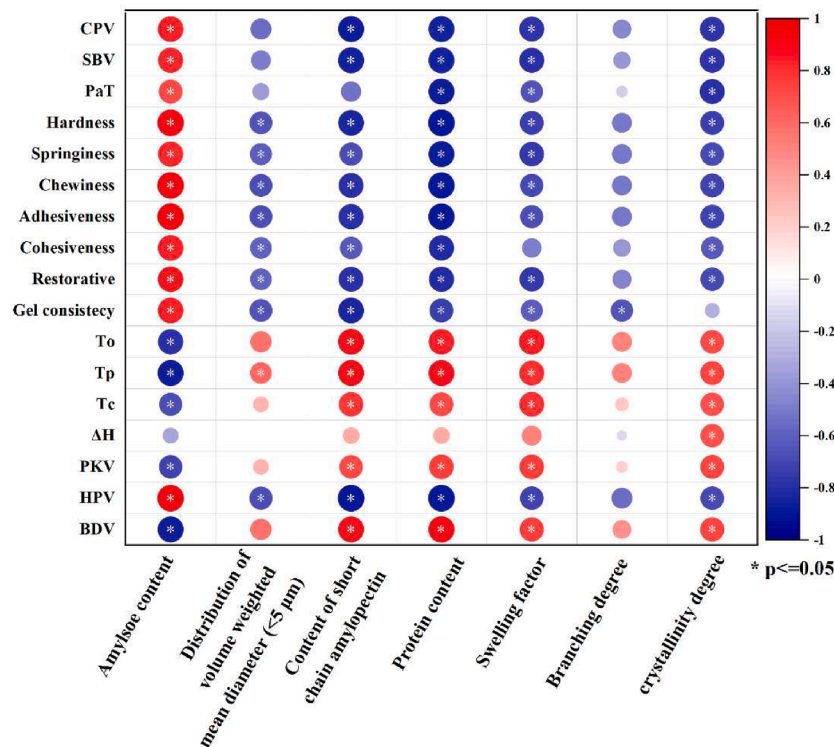 CPV
SBV
PaT
Hardness
Springiness
Chewiness
Adhesiveness
Cohesiveness
Restorative
Gel consistecy
To
Tp
Tc
ΔH
PKV
HPV
BDV
Amylsoe content
Distribution of
volume weighted
mean diameter (<5 μm)
Content of short
chain amylopectin
Protein content
Swelling factor
Branching degree
crystallinity degree
1
0.8
0.6
0.4
0.2
0
-0.2
-0.4
-0.6
-0.8
-1
* p<=0.05